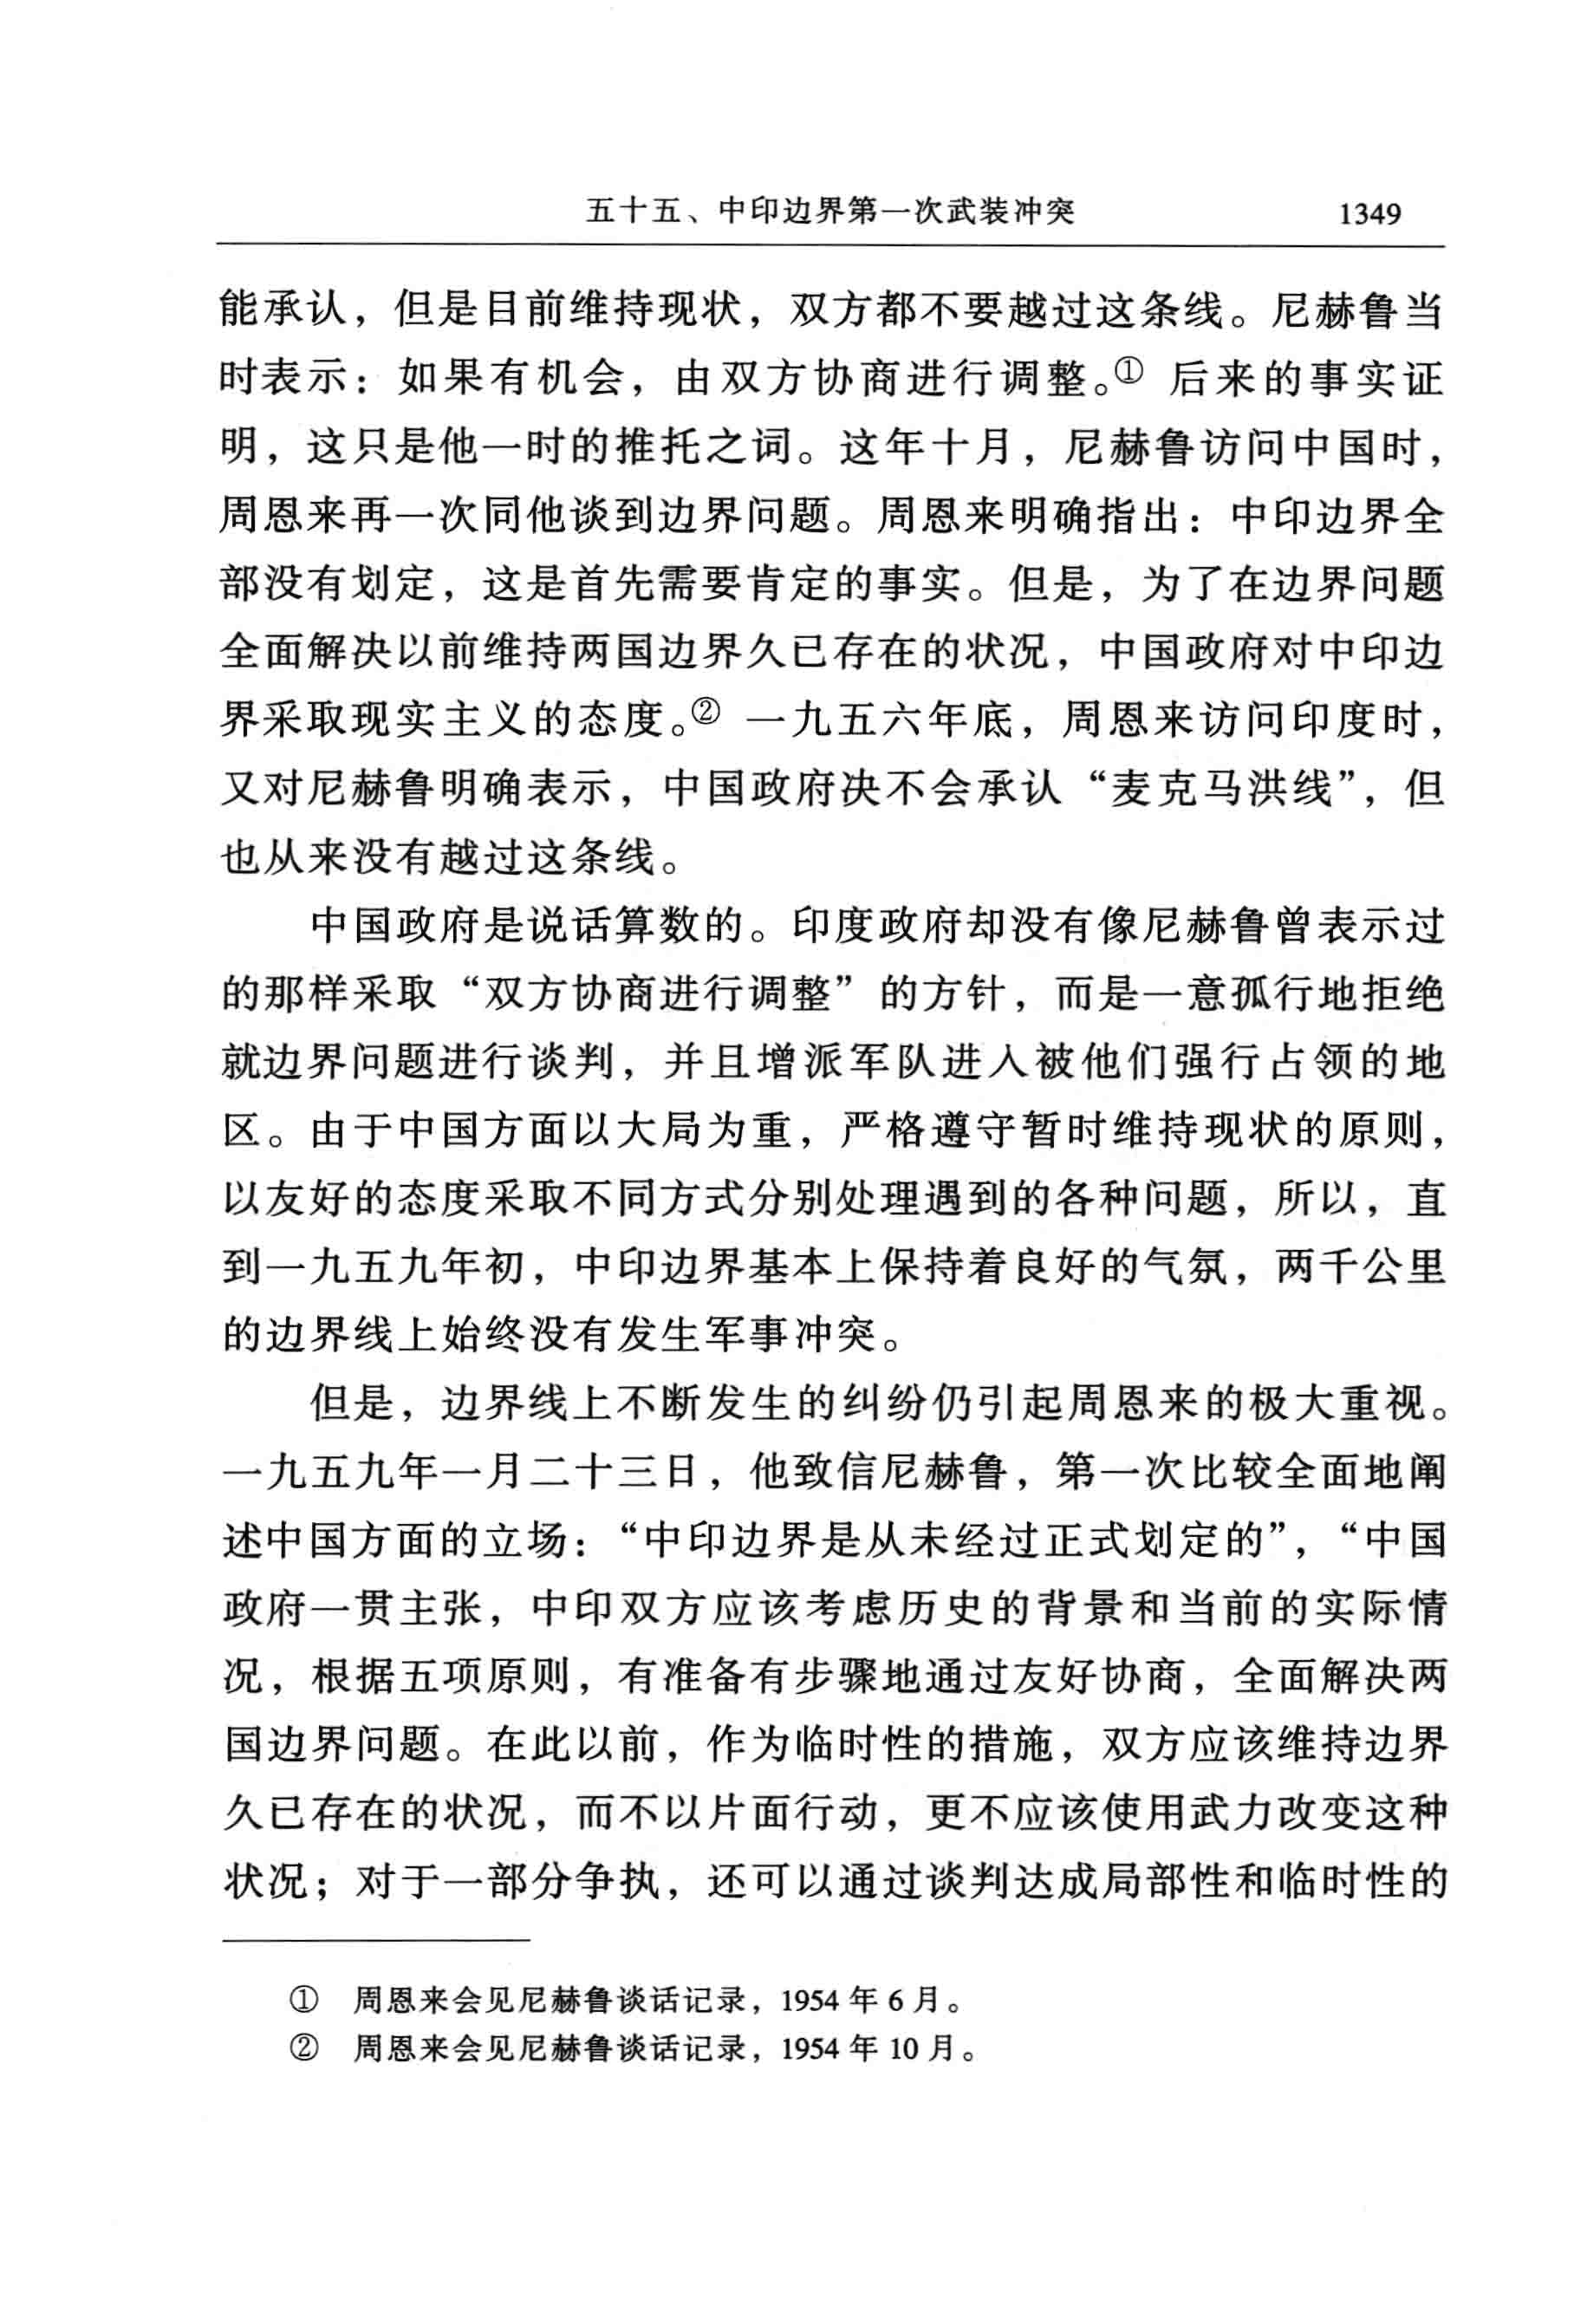 五十五、中印边界第一次武装冲突 1349
能承认，但是目前维持现状，双方都不要越过这条线。尼赫鲁当
时表示：如果有机会，由双方协商进行调整。① 后来的事实证
明，这只是他一时的推托之词。这年十月，尼赫鲁访问中国时，
周恩来再一次同他谈到边界问题。周恩来明确指出：中印边界全
部没有划定，这是首先需要肯定的事实。但是，为了在边界问题
全面解决以前维持两国边界久已存在的状况，中国政府对中印边
界采取现实主义的态度。② 一九五六年底，周恩来访问印度时，
又对尼赫鲁明确表示，中国政府决不会承认“麦克马洪线”，但
也从来没有越过这条线。
中国政府是说话算数的。印度政府却没有像尼赫鲁曾表示过
的那样采取“双方协商进行调整”的方针，而是一意孤行地拒绝
就边界问题进行谈判，并且增派军队进入被他们强行占领的地
区。由于中国方面以大局为重，严格遵守暂时维持现状的原则，
以友好的态度采取不同方式分别处理遇到的各种问题，所以，直
到一九五九年初，中印边界基本上保持着良好的气氛，两千公里
的边界线上始终没有发生军事冲突。
但是，边界线上不断发生的纠纷仍引起周恩来的极大重视。
一九五九年一月二十三日，他致信尼赫鲁，第一次比较全面地阐
述中国方面的立场：“中印边界是从未经过正式划定的”，“中国
政府一贯主张，中印双方应该考虑历史的背景和当前的实际情
况，根据五项原则，有准备有步骤地通过友好协商，全面解决两
国边界问题。在此以前，作为临时性的措施，双方应该维持边界
久已存在的状况，而不以片面行动，更不应该使用武力改变这种
状况；对于一部分争执，还可以通过谈判达成局部性和临时性的
① 周恩来会见尼赫鲁谈话记录，1954 年 6 月。
② 周恩来会见尼赫鲁谈话记录，1954 年 10 月。